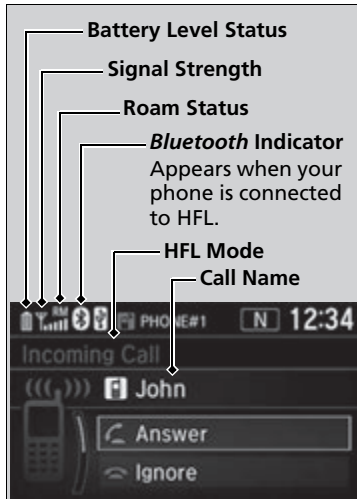 Battery Level Status
Signal Strength
Roam Status
Bluetooth Indicator
Appears when your
phone is connected
to HFL.
HFL Mode
Call Name
RM PHONE#1 N 12:34
Incoming Call
John
Answer
Ignore